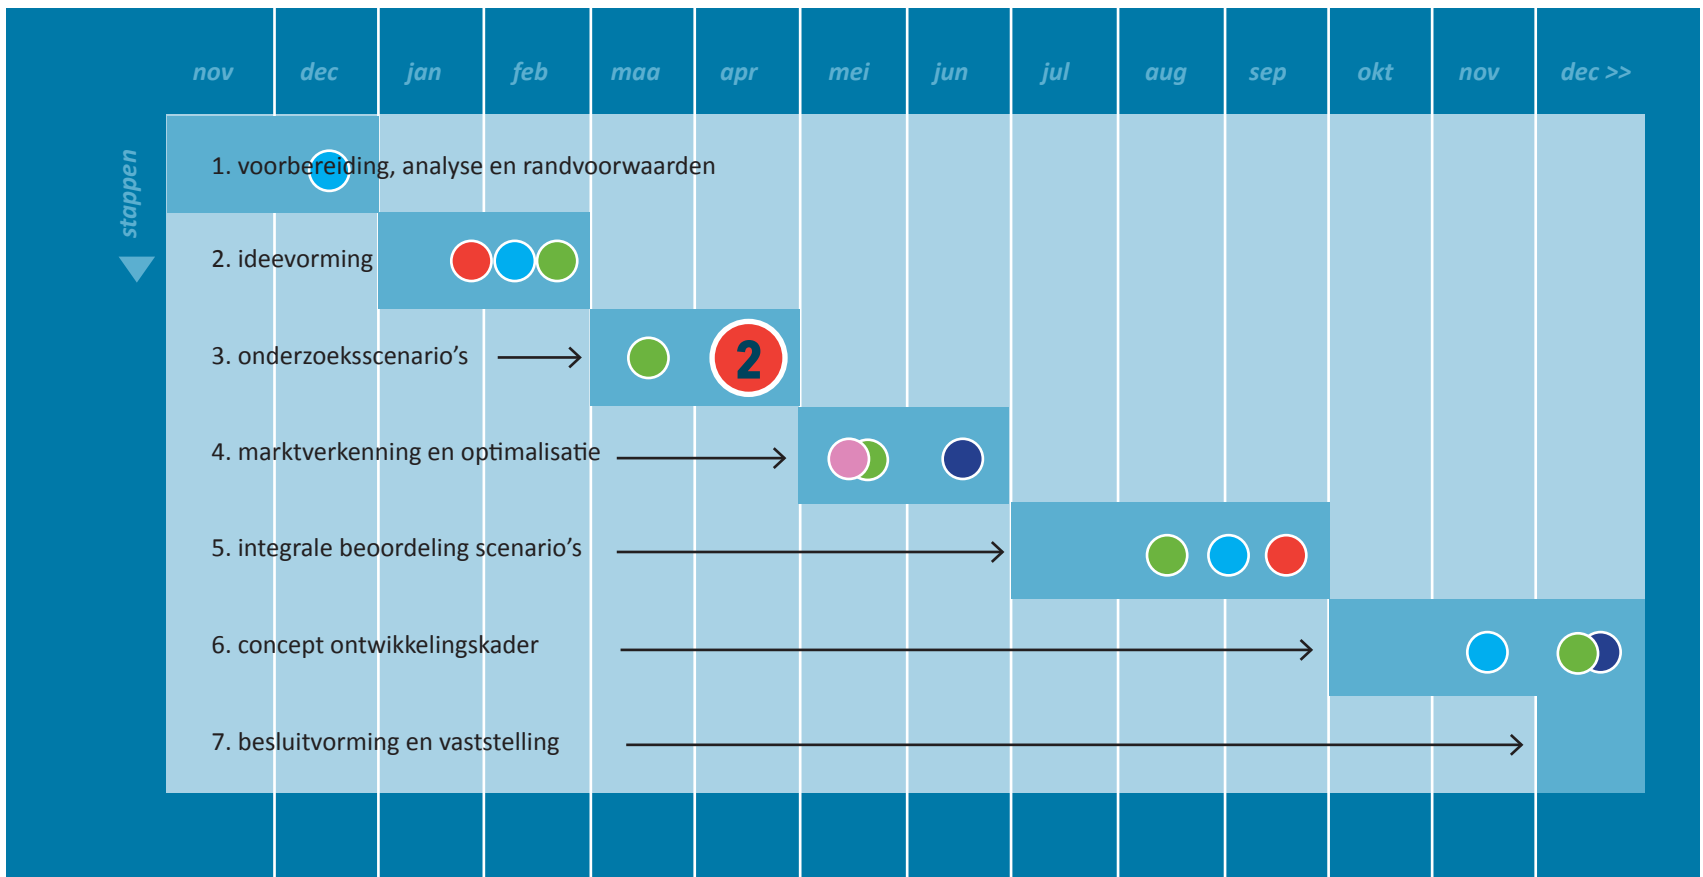 nov dec jan feb maa apr mei jun jul aug sep okt nov dec >>
stappen
1. voorbereiding, analyse en randvoorwaarden
2. ideevorming
3. onderzoeksscenario’s
2
4. marktverkenning en optimalisatie
5. integrale beoordeling scenario’s
6. concept ontwikkelingskader
7. besluitvorming en vaststelling